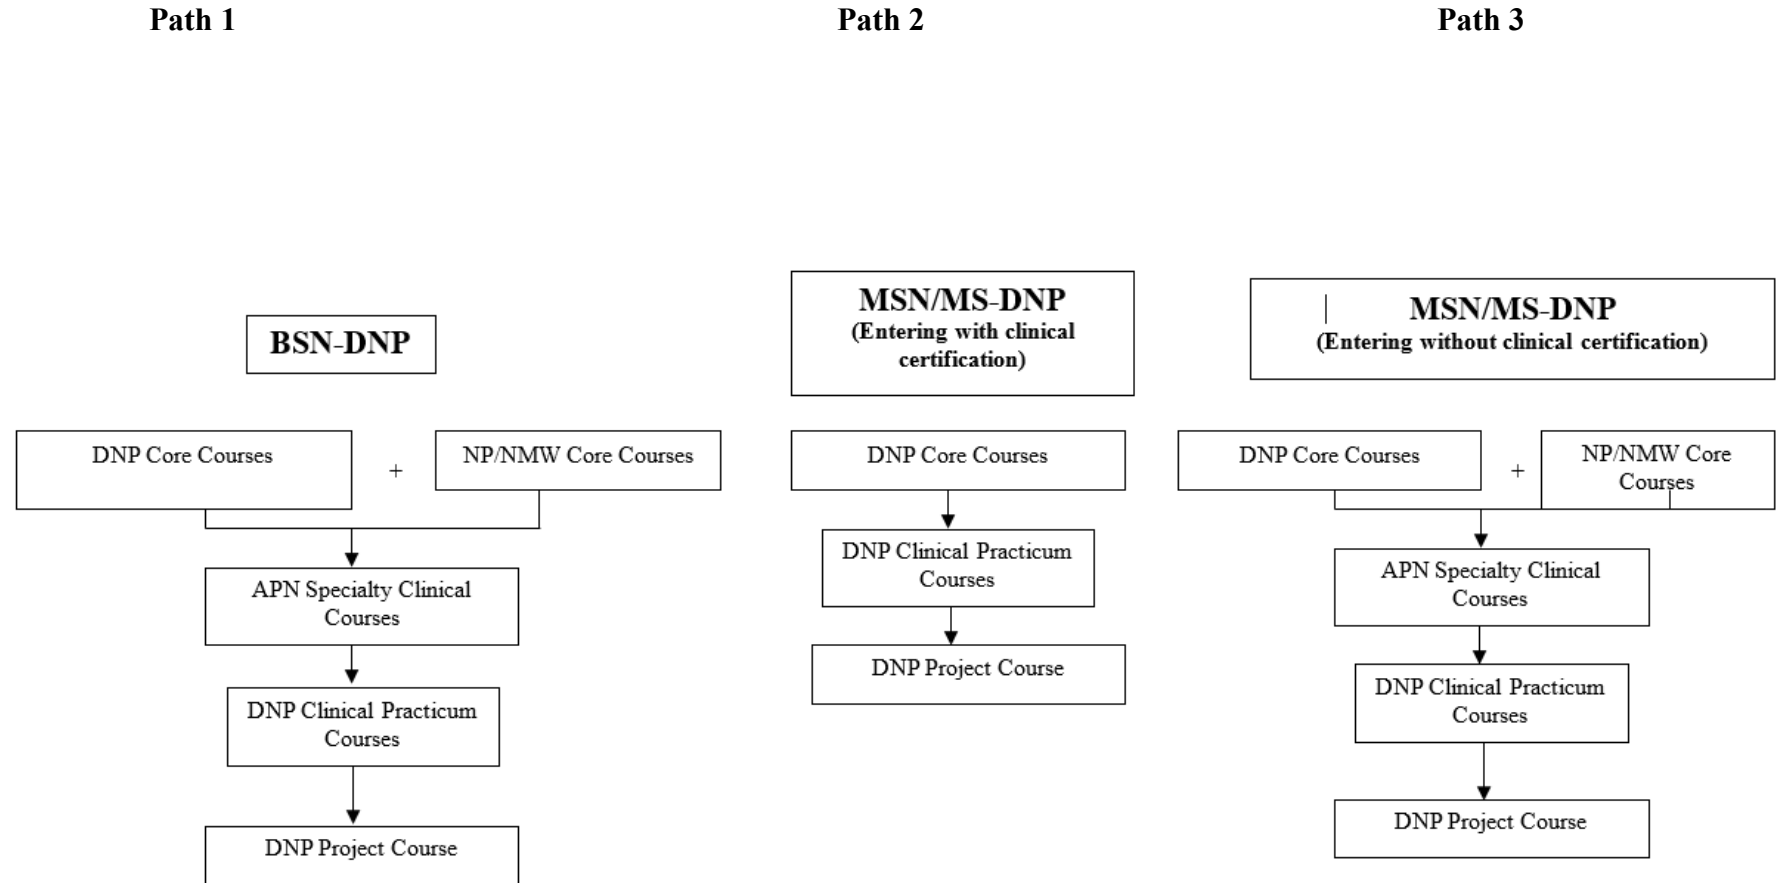 Path 1
Path 2
Path 3
BSN-DNP
MSN/MS-DNP
(Entering with clinical
certification)
MSN/MS-DNP
(Entering without clinical certification)
DNP Core Courses
+
NP/NMW Core Courses
DNP Core Courses
DNP Core Courses
+
NP/NMW Core
Courses
APN Specialty Clinical
Courses
DNP Clinical Practicum
Courses
APN Specialty Clinical
Courses
DNP Clinical Practicum
Courses
DNP Project Course
DNP Clinical Practicum
Courses
DNP Project Course
DNP Project Course